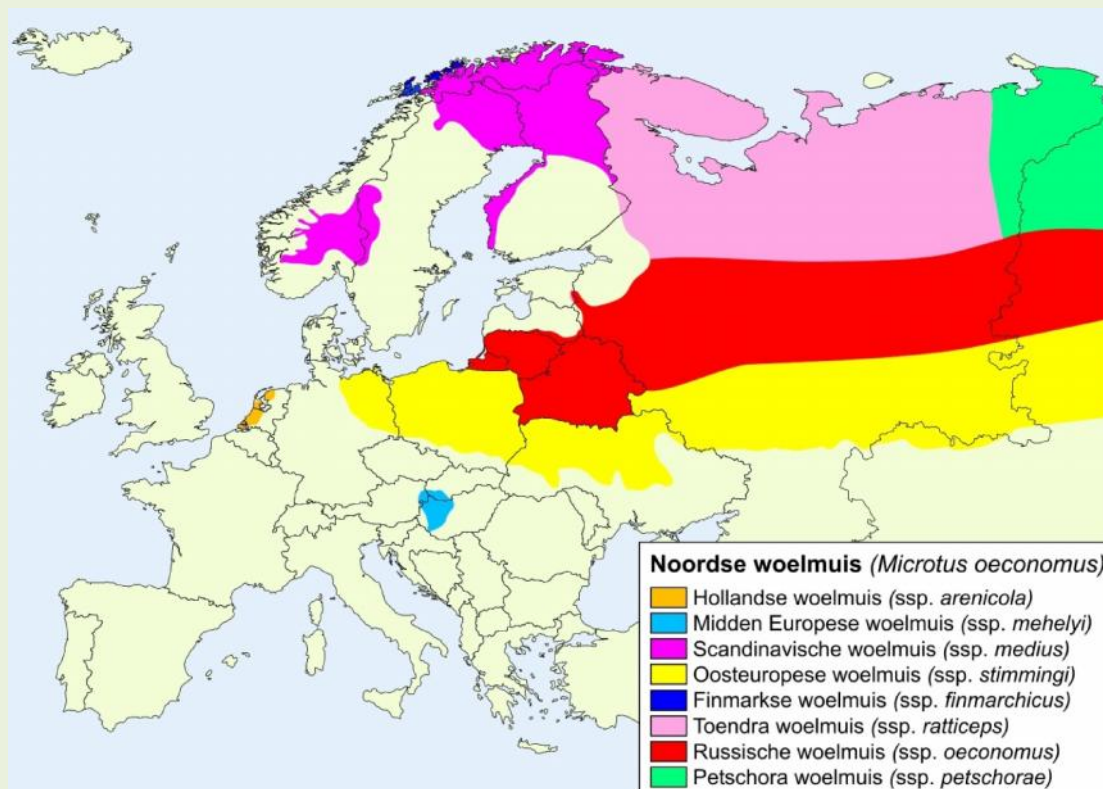 Noordse woelmuis (Microtus oeconomus)
Hollandse woelmuis (ssp. arenicola)
Midden Europese woelmuis (ssp. mehelyi)
Scandinavische woelmuis (ssp. medius)
Oosteuropese woelmuis (ssp. stimmingi)
Finmarkse woelmuis (ssp. finmarchicus)
Toendra woelmuis (ssp. ratticeps)
Russische woelmuis (ssp. oeconomus)
Petschora woelmuis (ssp. petschorae)